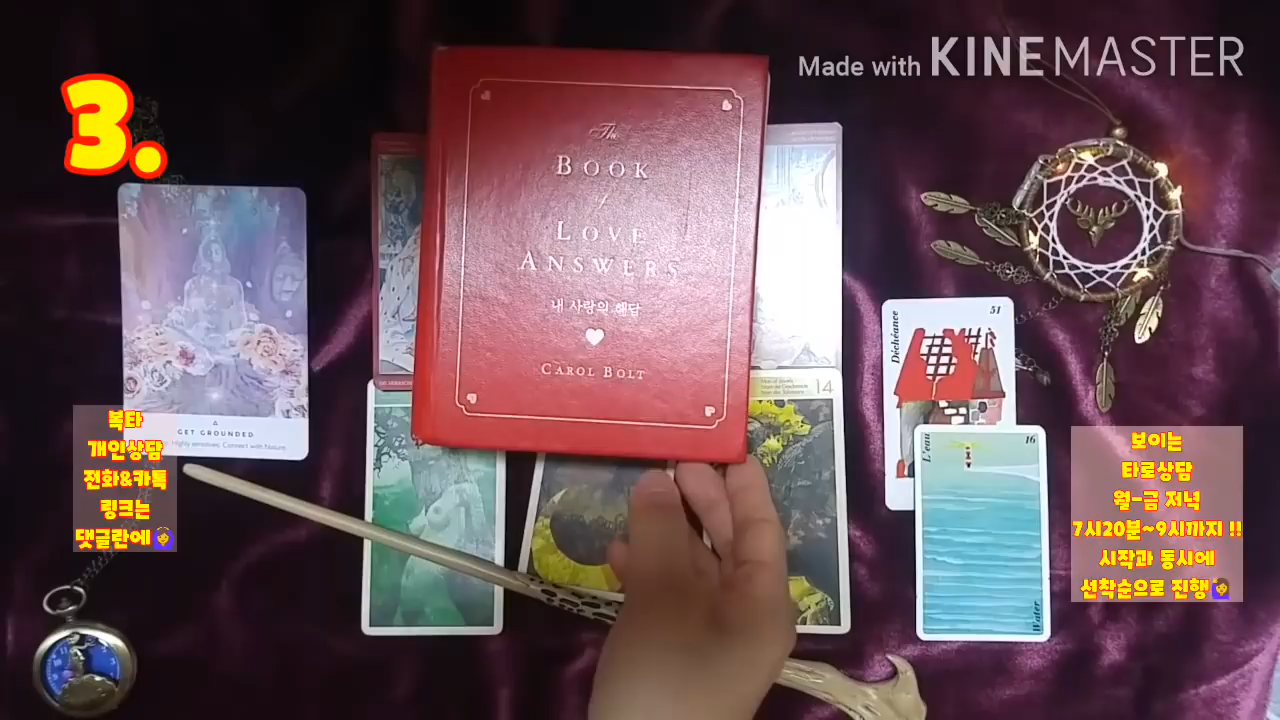 Made with KINEMASTER
3.
The
BOOK
of
LOVE
ANSWERS
내 사랑의 해답
CAROL BOLT
GET GROUNDED
Highly sensitives. Connect with Nature.
복타
개인상담
전화&카톡
링크는
댓글란에🙋‍♀️
14
51
Déchéance
16
L'eau
Water
보이는
타로상담
월-금 저녁
7시20분~9시까지 !!
시작과 동시에
선착순으로 진행🙋‍♀️